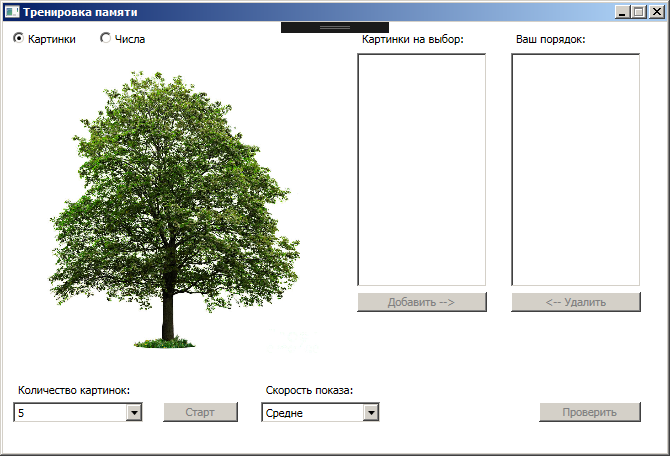 Тренировка памяти
Картинки
Числа
Картинки на выбор:
Ваш порядок:
Добавить -->
<-- Удалить
Количество картинок:
Скорость показа:
5
Старт
Средне
Проверить